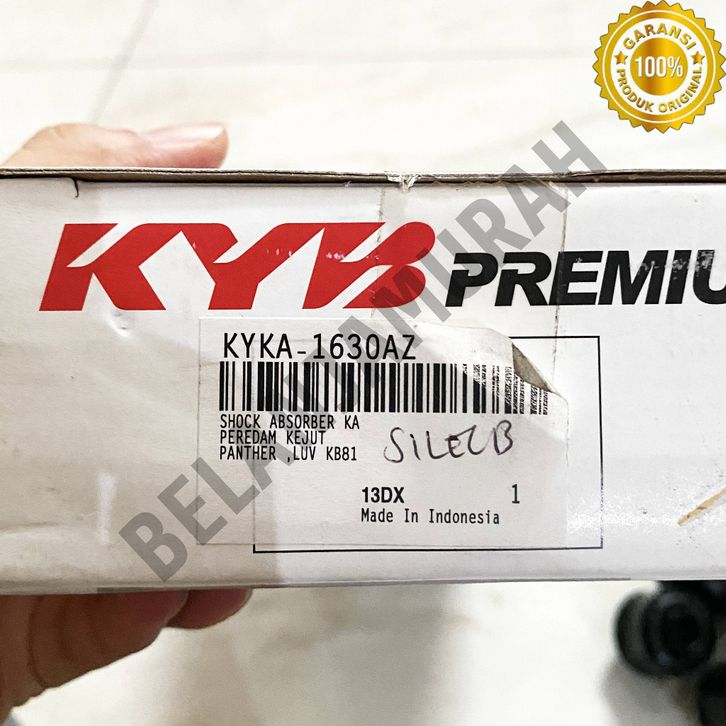 GARANSI
100%
PRODUK ORIGINAL
KYB PREMIU
KYKA-1630AZ
SHOCK ABSORBER KA
PEREDAM KEJUT
PANTHER ,LUV KB81
13DX 1
Made In Indonesia
BELANJAMURAH